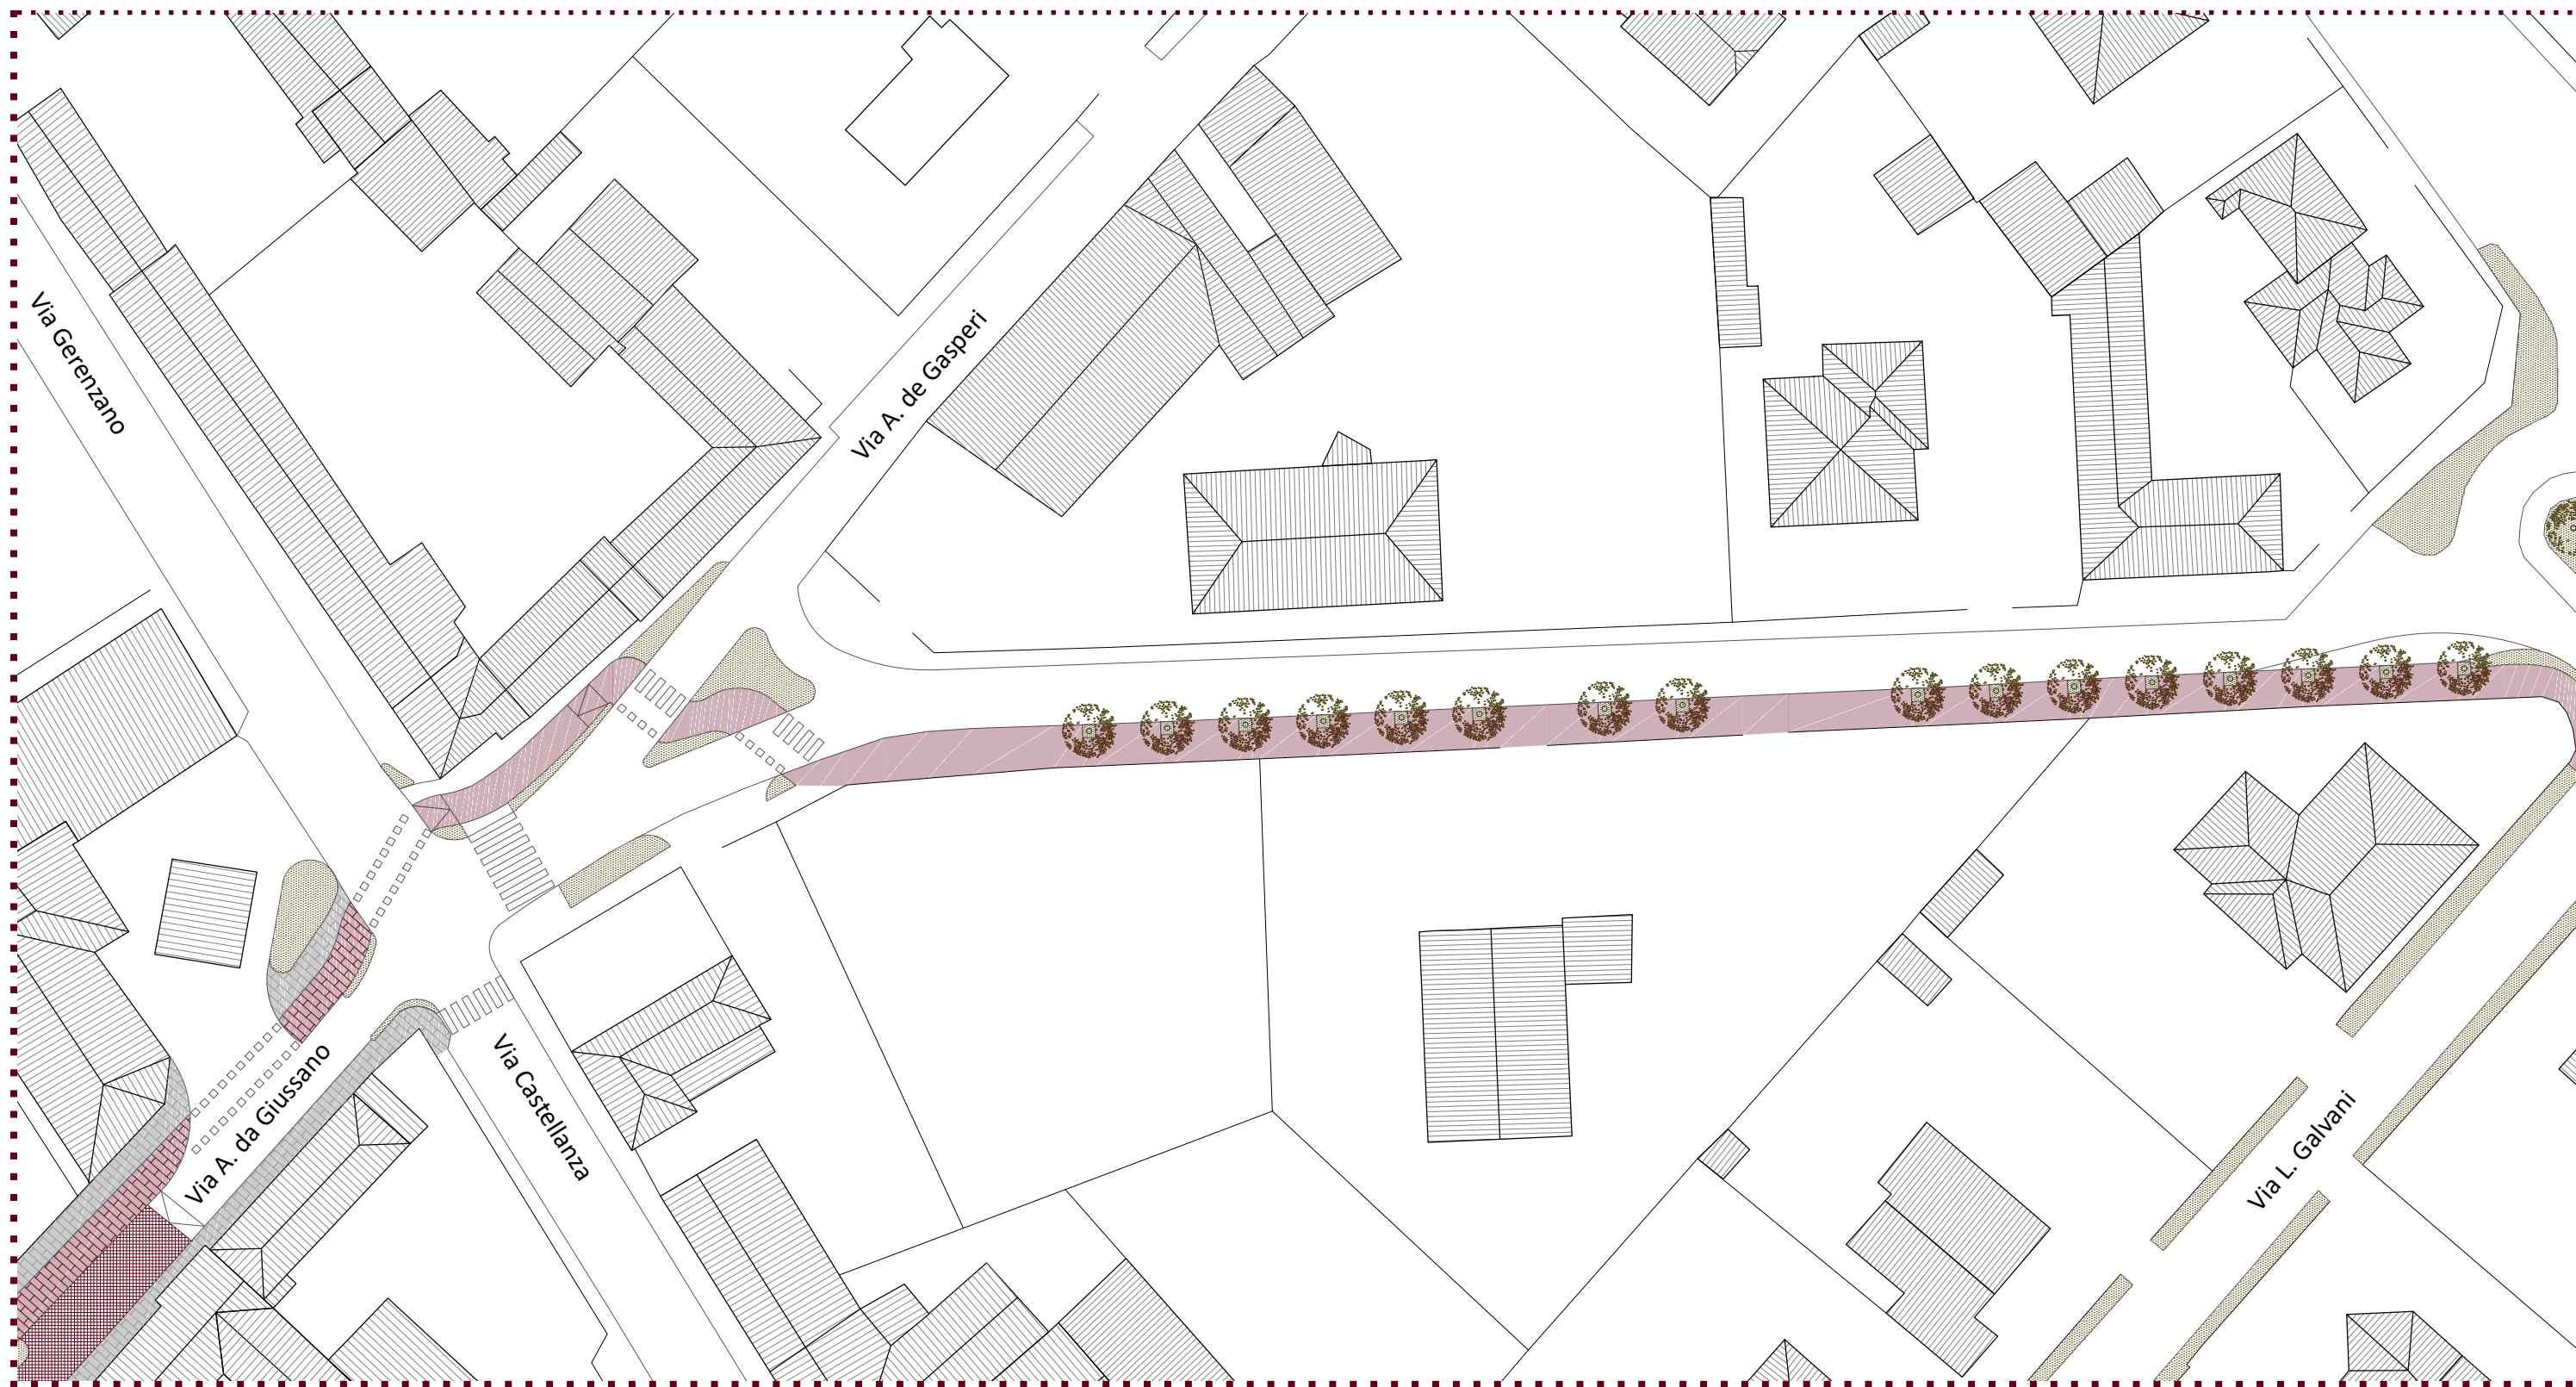 Via Gerenzano
Via A. de Gasperi
Via A. da Giussano
Via Castellanza
Via L. Galvani